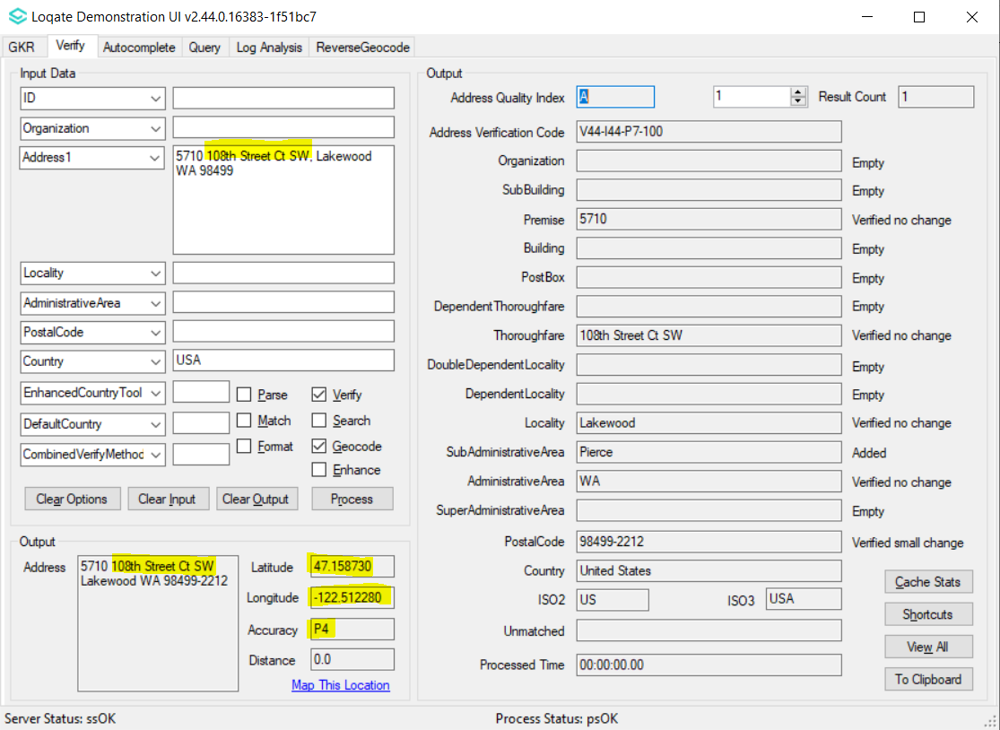 Loqate Demonstration UI v2.44.0.16383-1f51bc7
GKR Verify Autocomplete Query Log Analysis ReverseGeocode
Input Data
ID
Organization
Address1
5710 108th Street Ct SW, Lakewood
WA 98499
Locality
AdministrativeArea
PostalCode
Country USA
EnhancedCountryTool Parse Verify
DefaultCountry Match Search
CombinedVerifyMethod Format Geocode
Enhance
Clear Options Clear Input Clear Output Process
Output
Address
5710 108th Street Ct SW
Lakewood WA 98499-2212
Latitude 47.158730
Longitude -122.512280
Accuracy P4
Distance 0.0
Map This Location
Output
Address Quality Index A 1 Result Count 1
Address Verification Code V44-I44-P7-100
Organization Empty
SubBuilding Empty
Premise 5710 Verified no change
Building Empty
PostBox Empty
DependentThoroughfare Empty
Thoroughfare 108th Street Ct SW Verified no change
DoubleDependentLocality Empty
DependentLocality Empty
Locality Lakewood Verified no change
SubAdministrativeArea Pierce Added
AdministrativeArea WA Verified no change
SuperAdministrativeArea Empty
PostalCode 98499-2212 Verified small change
Country United States
ISO2 US ISO3 USA
Unmatched
Processed Time 00:00:00.00
Cache Stats
Shortcuts
View All
To Clipboard
Server Status: ssOK Process Status: psOK